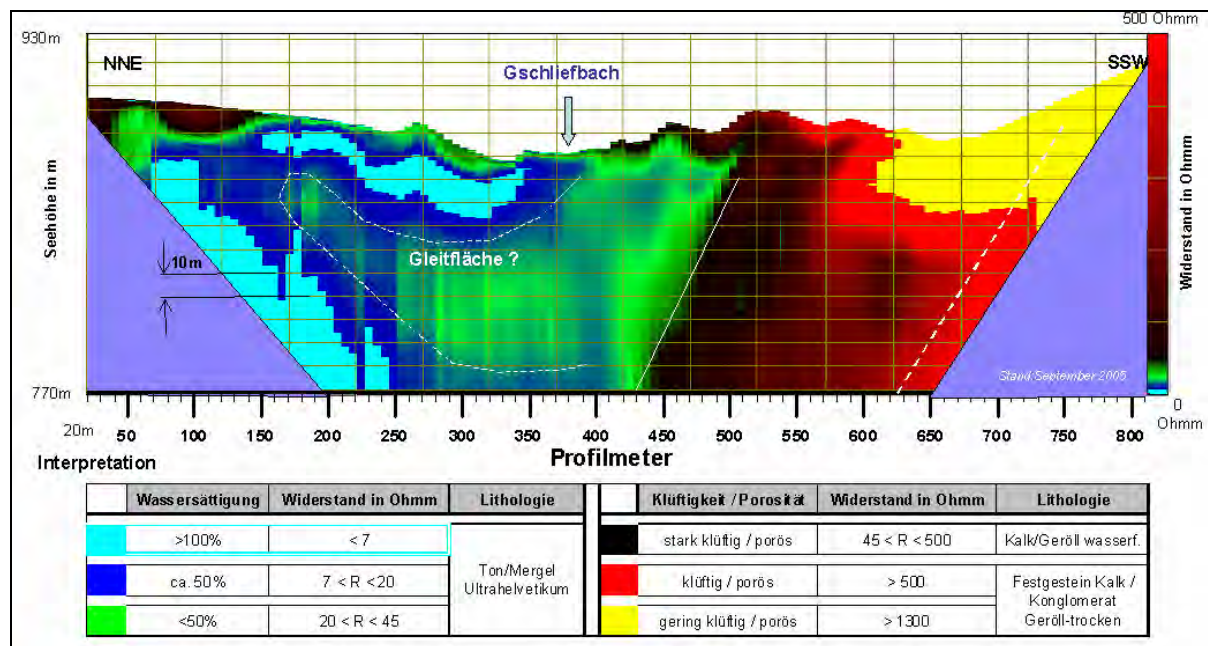 500 Ohmm
930m
NNE
Gschliefbach
SSW
Seehöhe in m
Widerstand in Ohmm
10m
Gleitfläche ?
Stand September 2005
770m
0
Ohmm
20m 50 100 150 200 250 300 350 400 450 500 550 600 650 700 750 800
Profilmeter
Interpretation
Wassersättigung Widerstand in Ohmm Lithologie
>100% < 7
ca. 50% 7 < R <20
<50% 20 < R < 45
Ton/Mergel
Ultrahelvetikum
Klüftigkeit / Porosität Widerstand in Ohmm Lithologie
stark klüftig / porös 45 < R < 500 Kalk/Geröll wasserf.
klüftig / porös > 500
gering klüftig / porös > 1300
Festgestein Kalk /
Konglomerat
Geröll-trocken